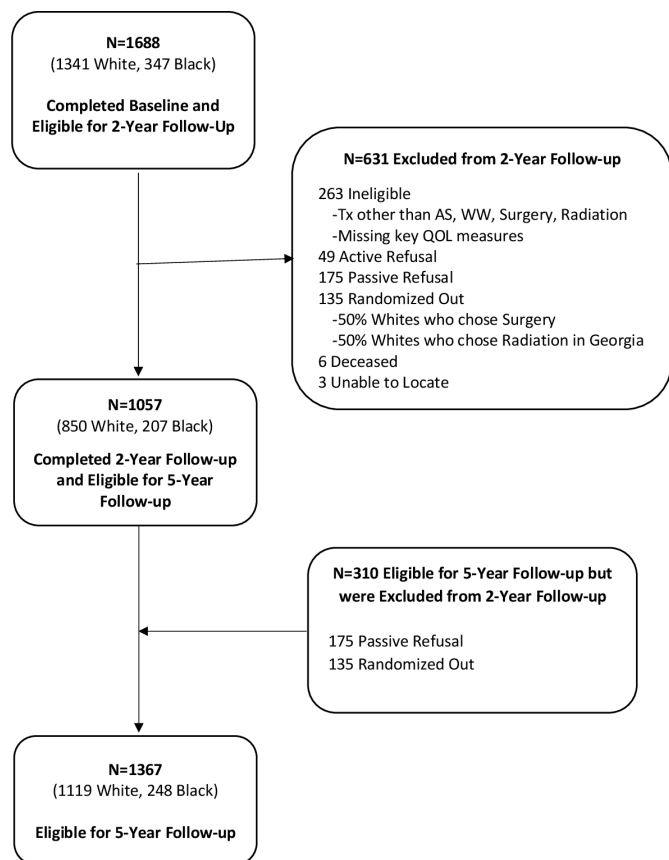 N=1688
(1341 White, 347 Black)
Completed Baseline and
Eligible for 2-Year Follow-Up
N=631 Excluded from 2-Year Follow-up
263 Ineligible
-Tx other than AS, WW, Surgery, Radiation
-Missing key QOL measures
49 Active Refusal
175 Passive Refusal
135 Randomized Out
-50% Whites who chose Surgery
-50% Whites who chose Radiation in Georgia
6 Deceased
3 Unable to Locate
N=1057
(850 White, 207 Black)
Completed 2-Year Follow-up
and Eligible for 5-Year
Follow-up
N=310 Eligible for 5-Year Follow-up but
were Excluded from 2-Year Follow-up
175 Passive Refusal
135 Randomized Out
N=1367
(1119 White, 248 Black)
Eligible for 5-Year Follow-up